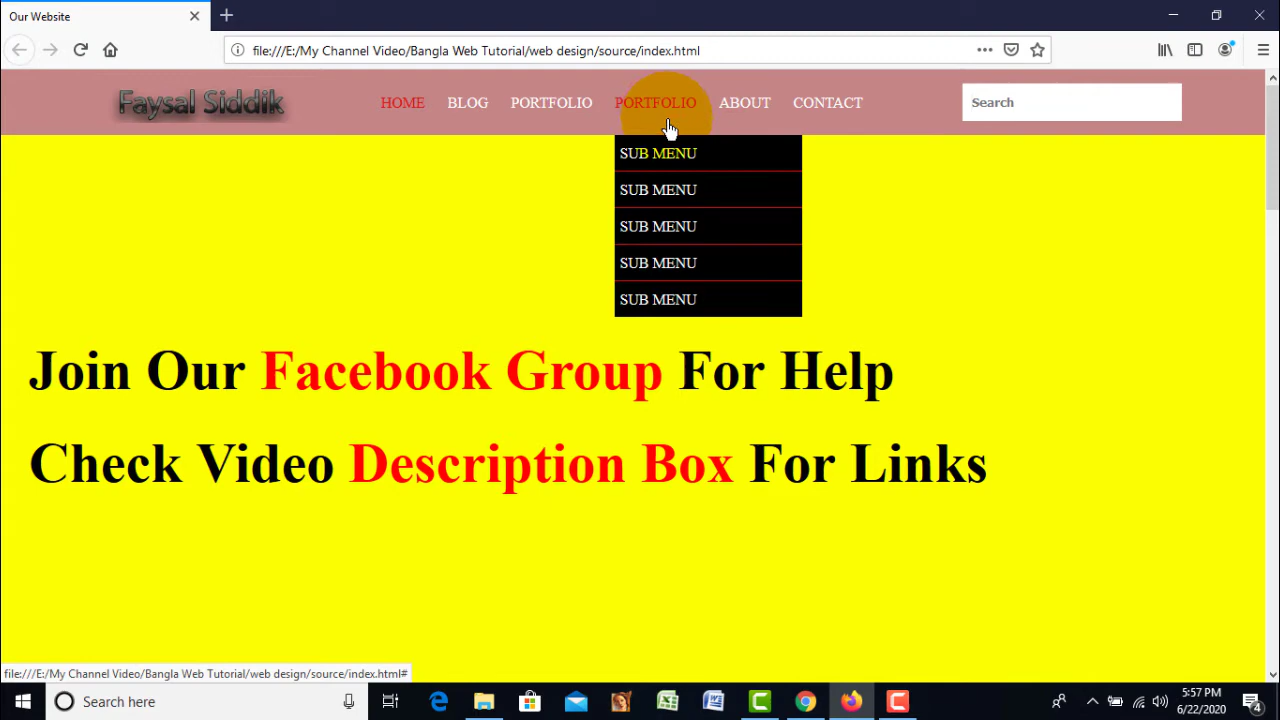 Our Website
file:///E:/My Channel Video/Bangla Web Tutorial/web design/source/index.html
Faysal Siddik
HOME BLOG PORTFOLIO PORTFOLIO ABOUT CONTACT
Search
SUB MENU
SUB MENU
SUB MENU
SUB MENU
SUB MENU
Join Our Facebook Group For Help
Check Video Description Box For Links
file:///E:/My Channel Video/Bangla Web Tutorial/web design/source/index.html#
Search here
5:57 PM
6/22/2020
4